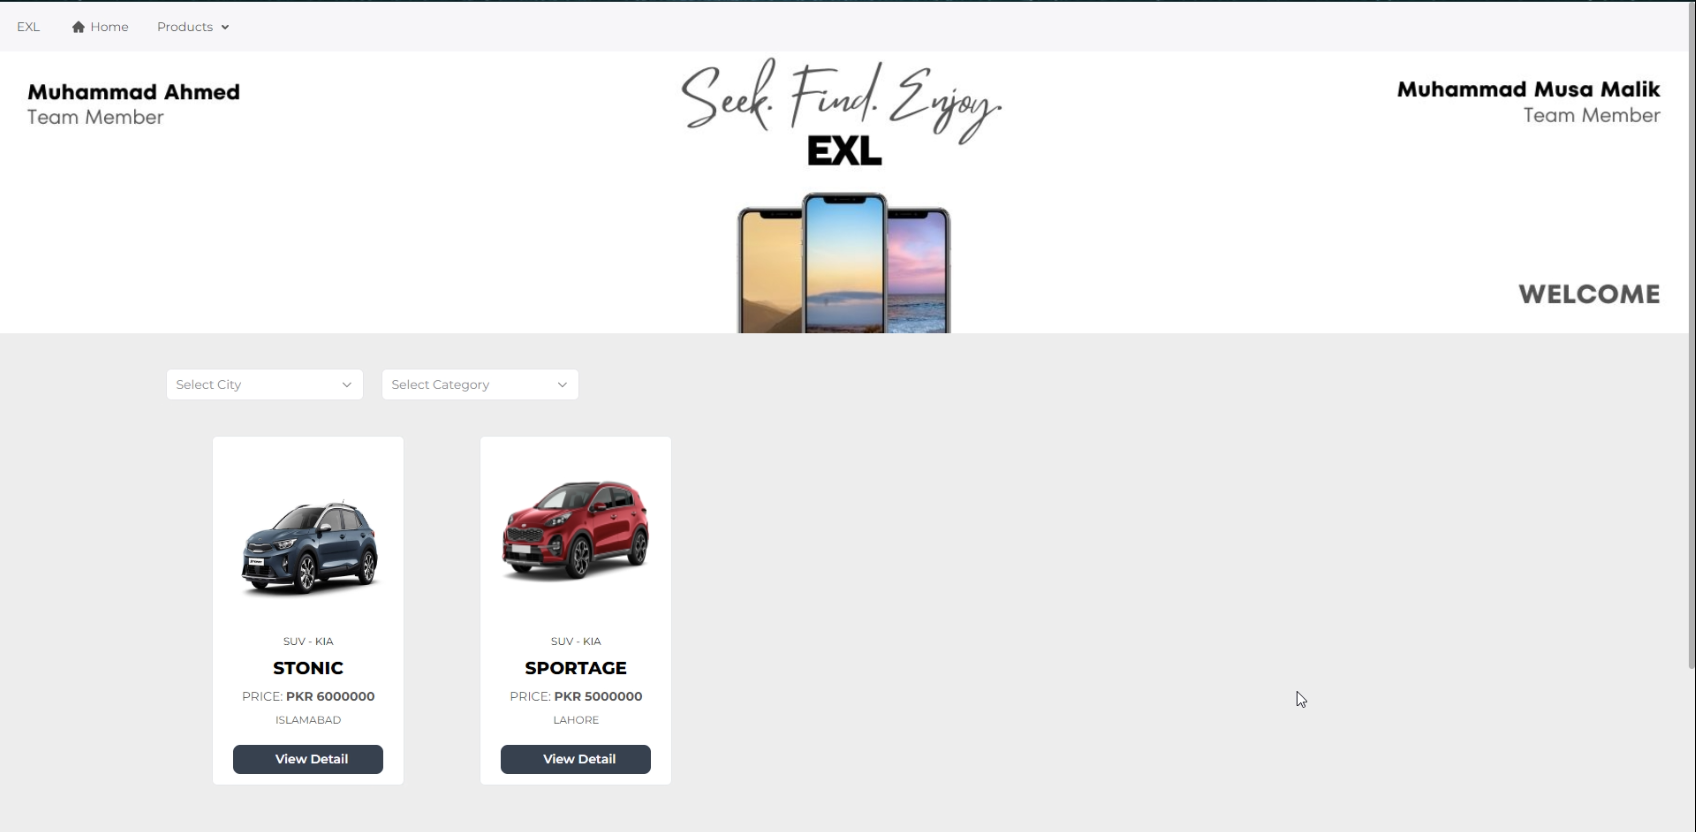 EXL Home Products
Muhammad Ahmed
Team Member
Seek. Find. Enjoy.
EXL
Muhammad Musa Malik
Team Member
WELCOME
Select City
Select Category
SUV - KIA
STONIC
PRICE: PKR 6000000
ISLAMABAD
View Detail
SUV - KIA
SPORTAGE
PRICE: PKR 5000000
LAHORE
View Detail